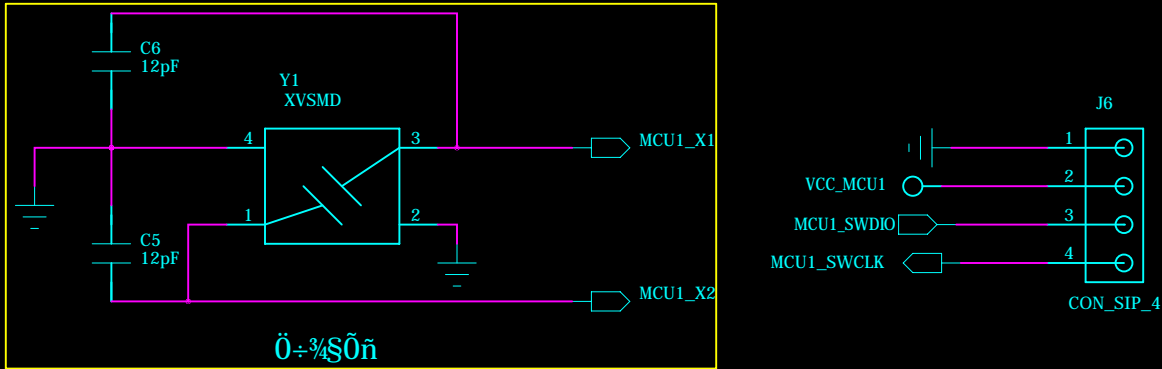 C6
12pF
Y1
XVSMD
4
3
MCU1_X1
1
2
C5
12pF
MCU1_X2
Ö÷¾§Õñ
J6
1
VCC_MCU1
2
MCU1_SWDIO
3
MCU1_SWCLK
4
CON_SIP_4